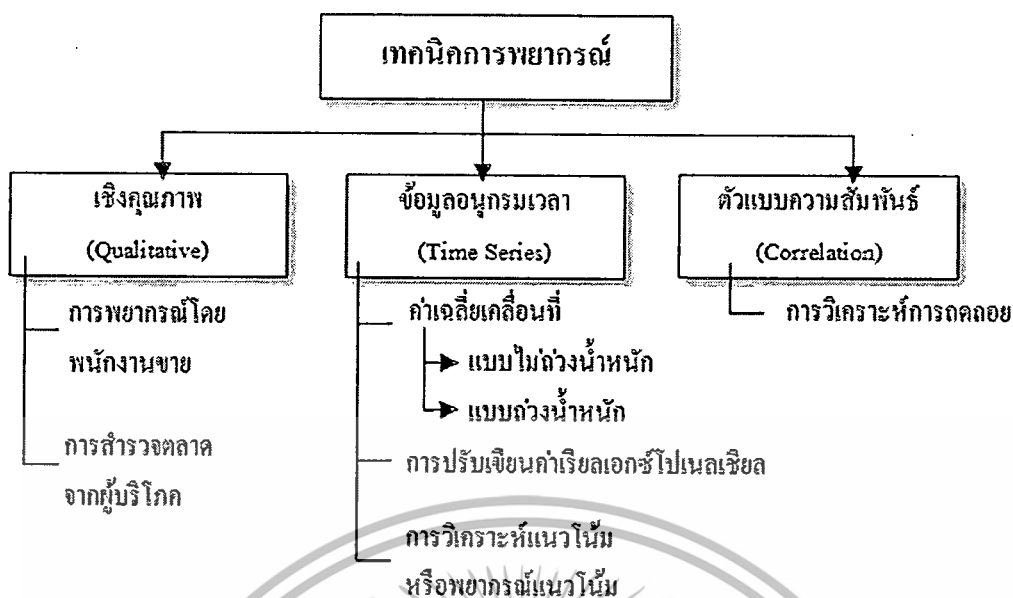 เทคนิคการพยากรณ์
เชิงคุณภาพ
(Qualitative)
การพยากรณ์โดย
พนักงานขาย
การสำรวจตลาด
จากผู้บริโภค
ข้อมูลอนุกรมเวลา
(Time Series)
ค่าเฉลี่ยเคลื่อนที่
แบบไม่ถ่วงน้ำหนัก
แบบถ่วงน้ำหนัก
การปรับเขียนค่าเรียลเอกซ์โปเนลเชียล
การวิเคราะห์แนวโน้ม
หรือพยากรณ์แนวโน้ม
ตัวแบบความสัมพันธ์
(Correlation)
การวิเคราะห์การถดถอย